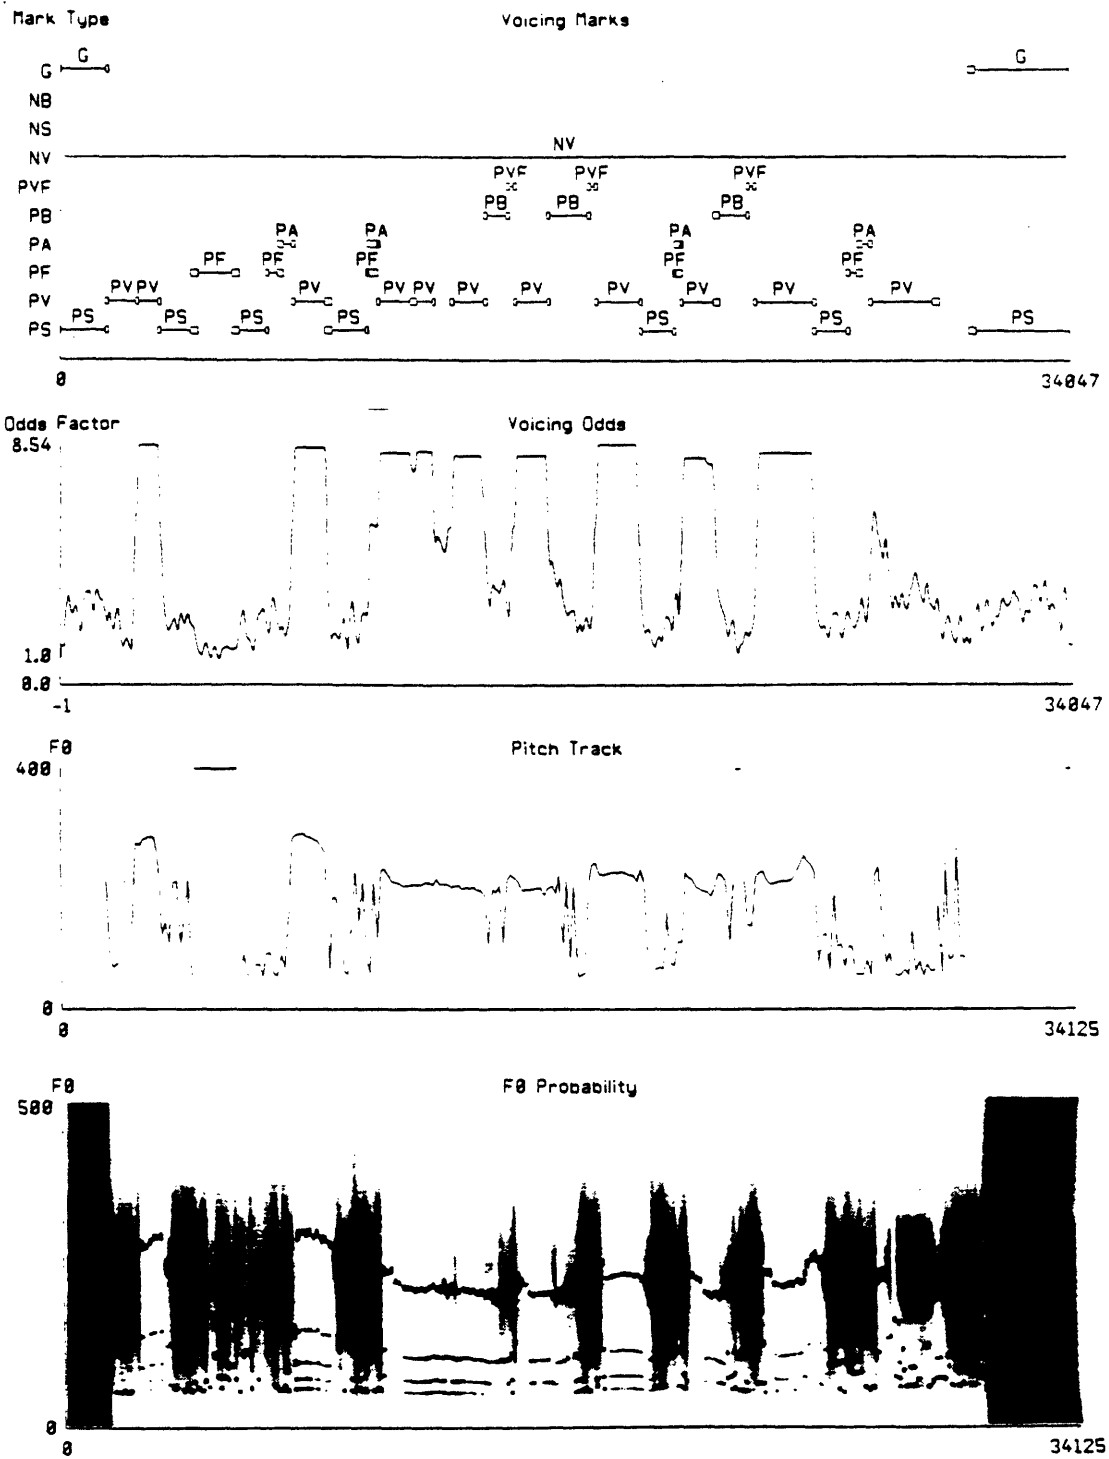 Mark Type Voicing Marks
G G
G
NB
NS
NV
NV
PVF PVF PVF
PVF
PB PB PB
PB
PA PA PA PA
PA
PF PF PF PF PF
PF
PV PV PV PV PV PV PV PV PV PV PV
PV
PS PS PS PS PS PS PS
PS
0 34047
Odds Factor Voicing Odds
8.54
1.0
0.0
-1 34047
F0 Pitch Track
400
0
0 34125
F0 F0 Probability
500
0
0 34125